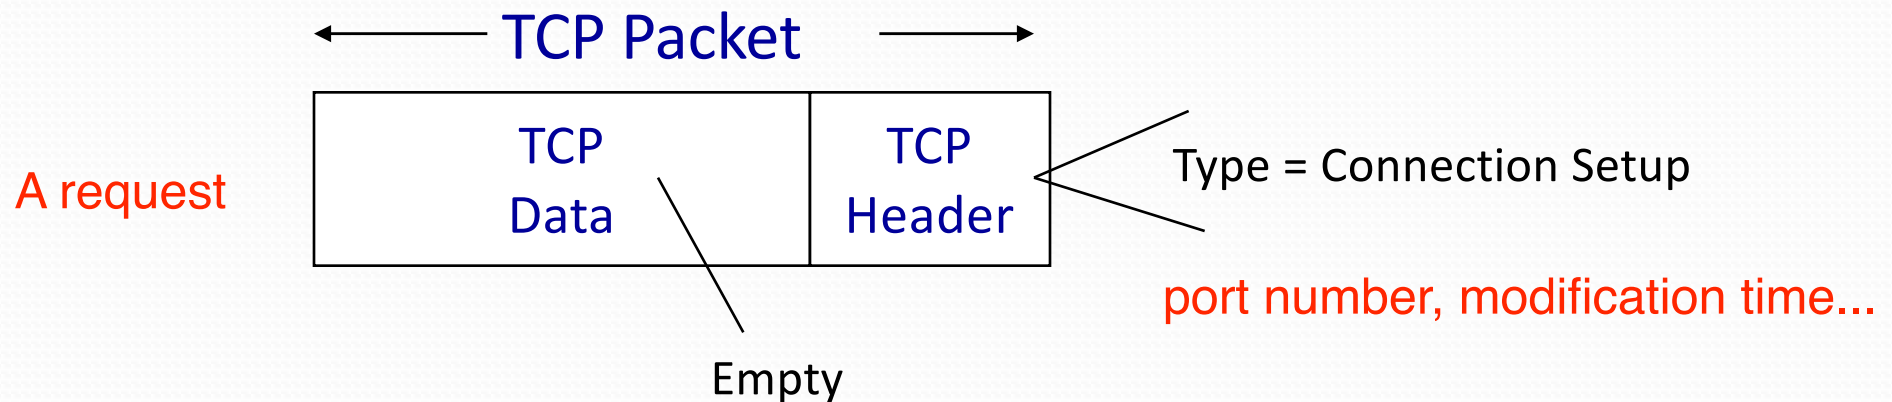 TCP Packet
A request
TCP
Data
TCP
Header
Type = Connection Setup
port number, modification time...
Empty